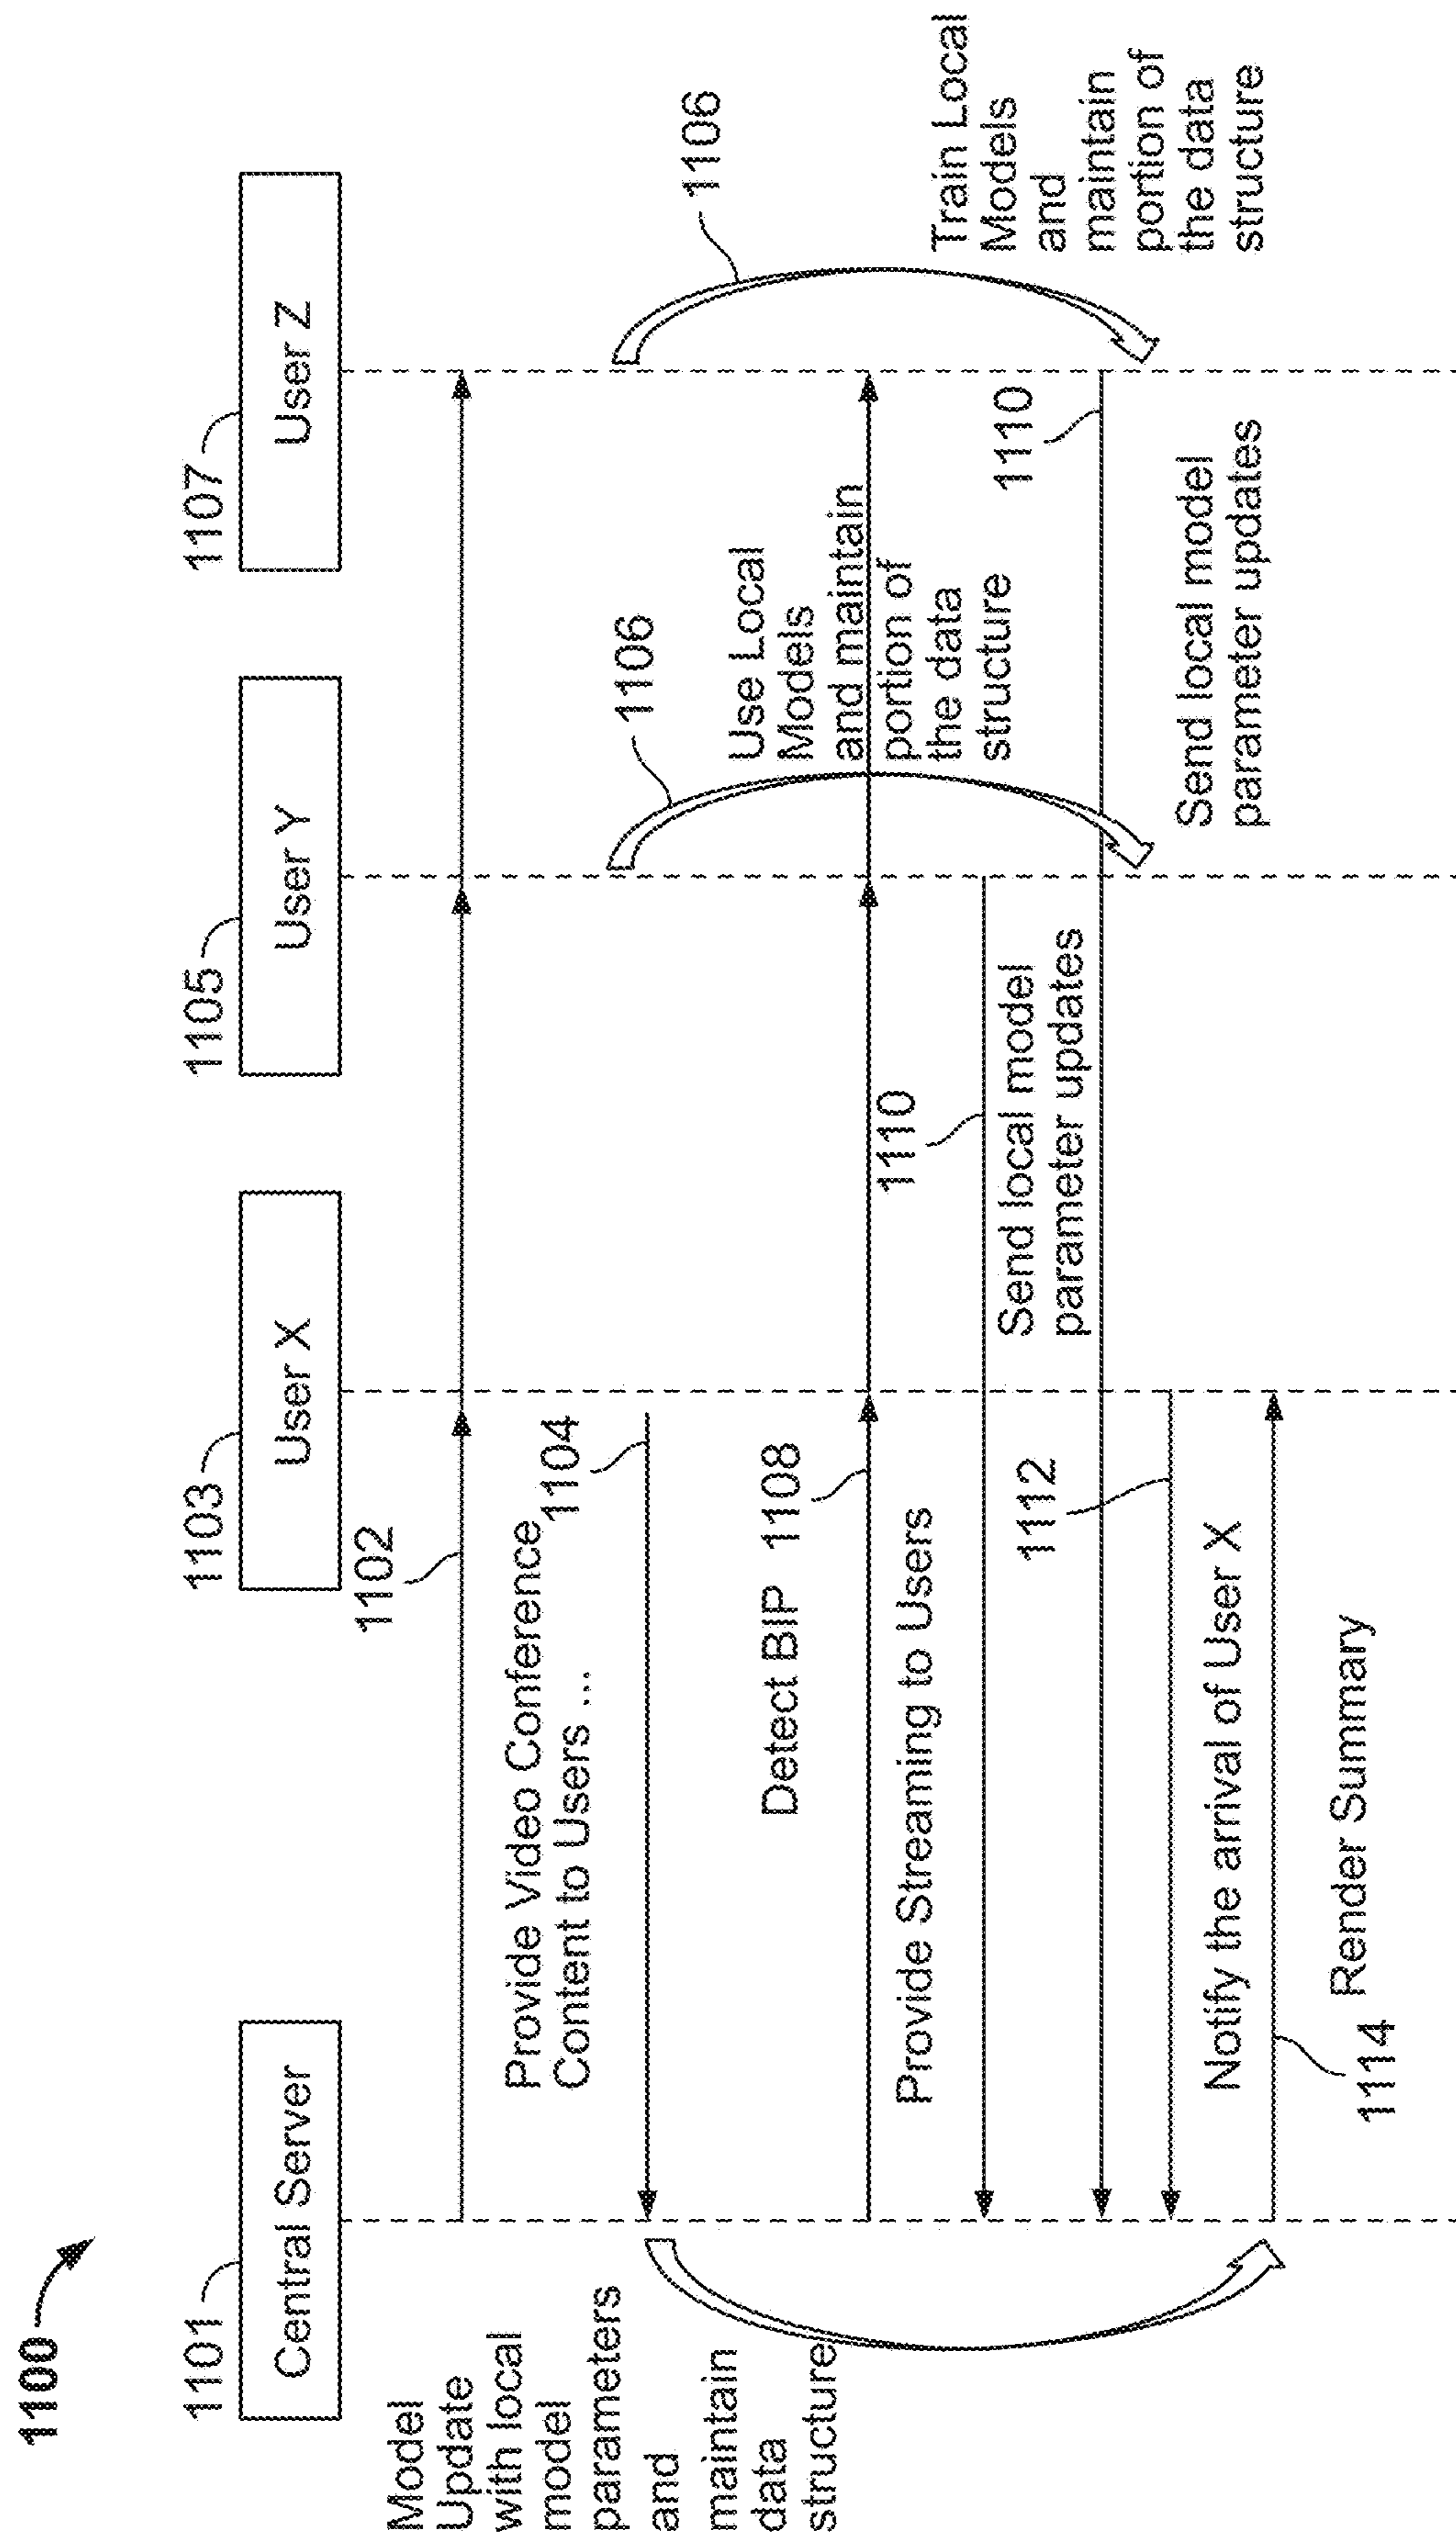 1100
1101
Central Server
1103
User X
1105
User Y
1107
User Z
1102
Provide Video Conference
Content to Users ...
1104
Model
Update
with local
model
parameters
and
maintain
data
structure
1106
1106
Detect BIP
1108
Use Local
Models
and maintain
portion of
the data
structure
Provide Streaming to Users
1110
Train Local
Models
and
maintain
portion of
the data
structure
1110
Send local model
parameter updates
1112
Send local model
parameter updates
Notify the arrival of User X
1114
Render Summary